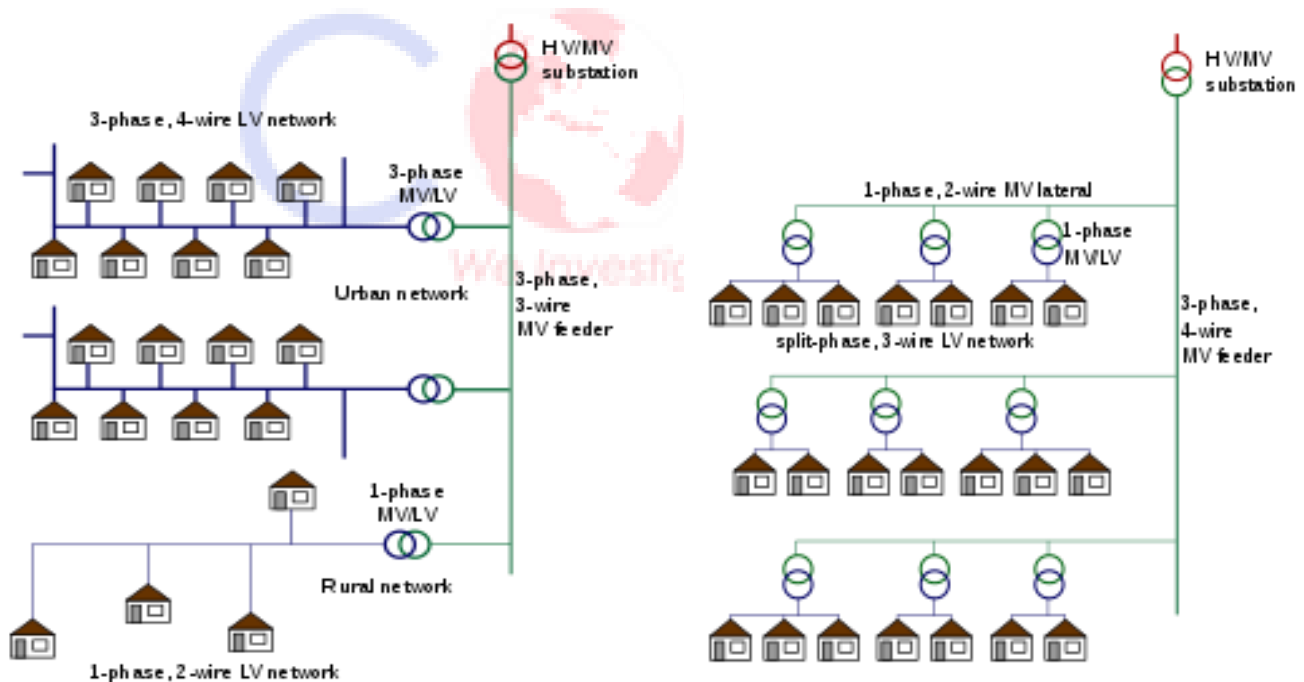 HV/MV
substation
3-phase, 4-wire LV network
3-phase
MV/LV
We Investig
Urban network
3-phase,
3-wire
MV feeder
1-phase
MV/LV
Rural network
1-phase, 2-wire LV network
HV/MV
substation
1-phase, 2-wire MV lateral
1-phase
MV/LV
3-phase,
4-wire
MV feeder
split-phase, 3-wire LV network